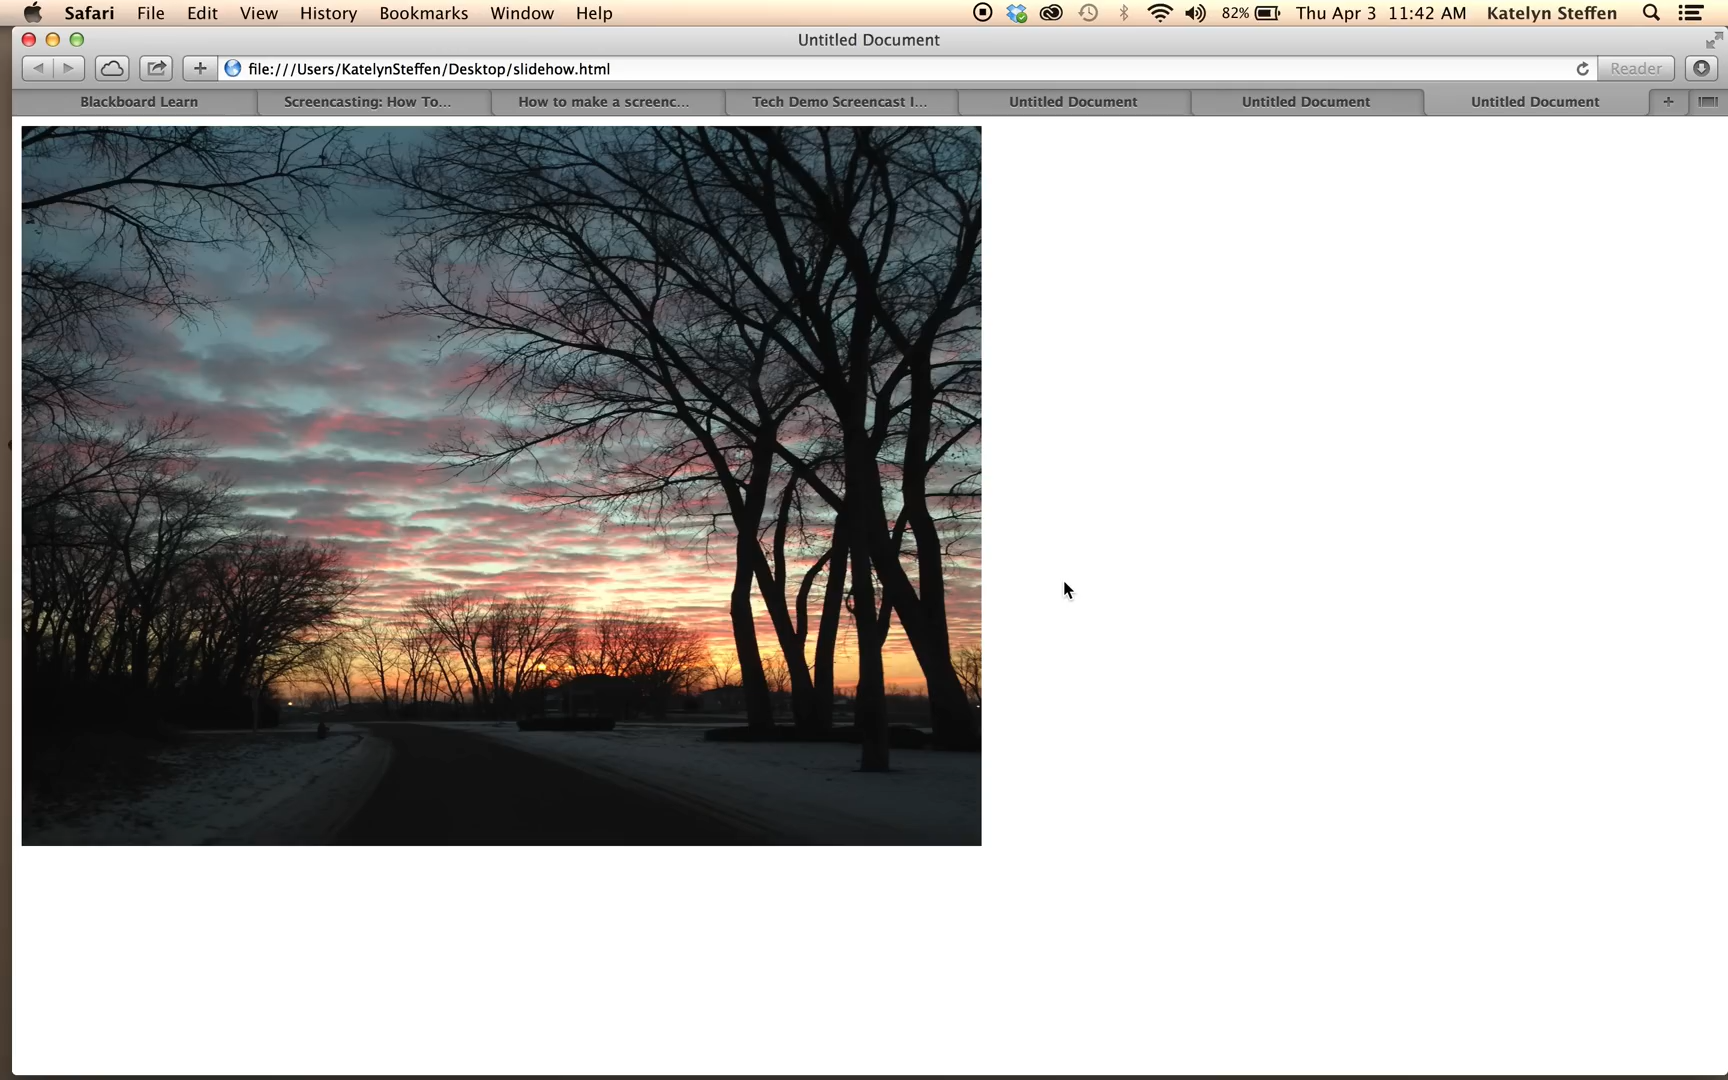 Safari File Edit View History Bookmarks Window Help 82% Thu Apr 3 11:42 AM Katelyn Steffen
Untitled Document
file:///Users/KatelynSteffen/Desktop/slidehow.html Reader
Blackboard Learn Screencasting: How To... How to make a screenc... Tech Demo Screencast I... Untitled Document Untitled Document Untitled Document